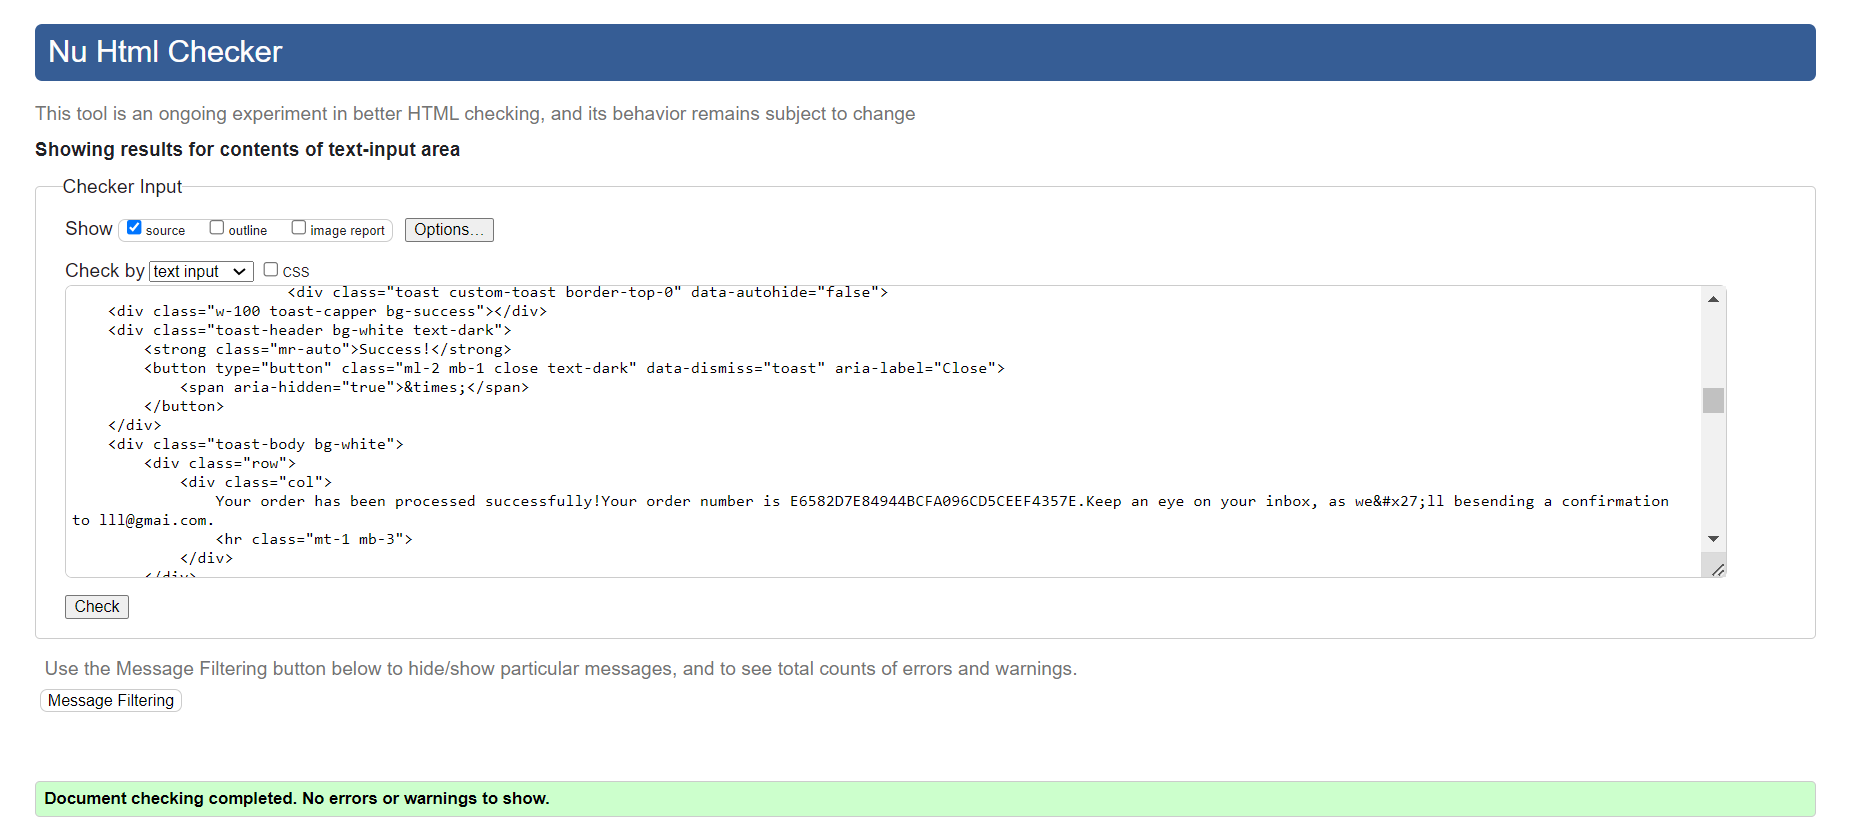 Nu Html Checker
This tool is an ongoing experiment in better HTML checking, and its behavior remains subject to change
Showing results for contents of text-input area
Checker Input
Show source outline image report Options...
Check by text input CSS
<div class="toast custom-toast border-top-0" data-autohide="false">
<div class="w-100 toast-capper bg-success"></div>
<div class="toast-header bg-white text-dark">
<strong class="mr-auto">Success!</strong>
<button type="button" class="ml-2 mb-1 close text-dark" data-dismiss="toast" aria-label="Close">
<span aria-hidden="true">&times;</span>
</button>
</div>
<div class="toast-body bg-white">
<div class="row">
<div class="col">
Your order has been processed successfully!Your order number is E6582D7E84944BCFA096CD5CEEF4357E.Keep an eye on your inbox, as we&#x27;ll besending a confirmation
to lll@gmai.com.
<hr class="mt-1 mb-3">
</div>
</div>
Check
Use the Message Filtering button below to hide/show particular messages, and to see total counts of errors and warnings.
Message Filtering
Document checking completed. No errors or warnings to show.